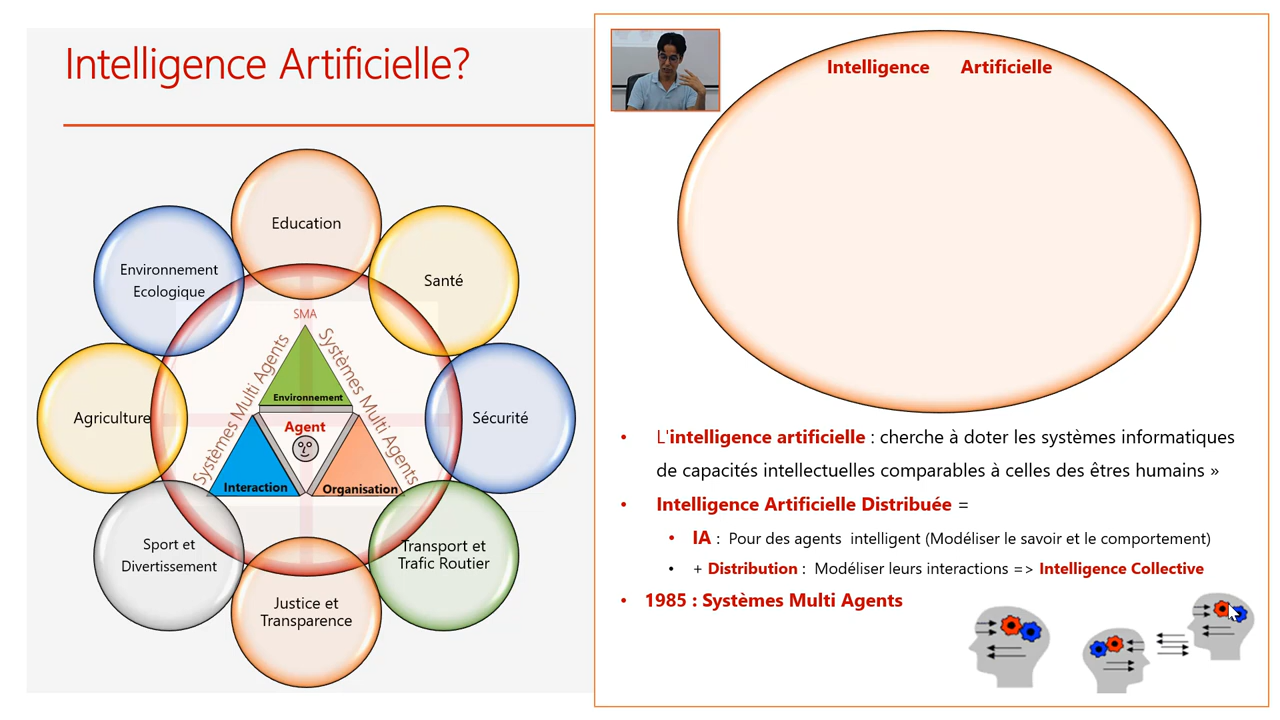 Intelligence Artificielle?
Education
Environnement
Ecologique
Santé
Agriculture
Sécurité
SMA
Systèmes Multi Agents
Systèmes Multi Agents
Environnement
Agent
Interaction
Organisation
Sport et
Divertissement
Transport et
Trafic Routier
Justice et
Transparence
Intelligence Artificielle
• L'intelligence artificielle : cherche à doter les systèmes informatiques
de capacités intellectuelles comparables à celles des êtres humains »
• Intelligence Artificielle Distribuée =
• IA : Pour des agents intelligent (Modéliser le savoir et le comportement)
• + Distribution : Modéliser leurs interactions => Intelligence Collective
• 1985 : Systèmes Multi Agents